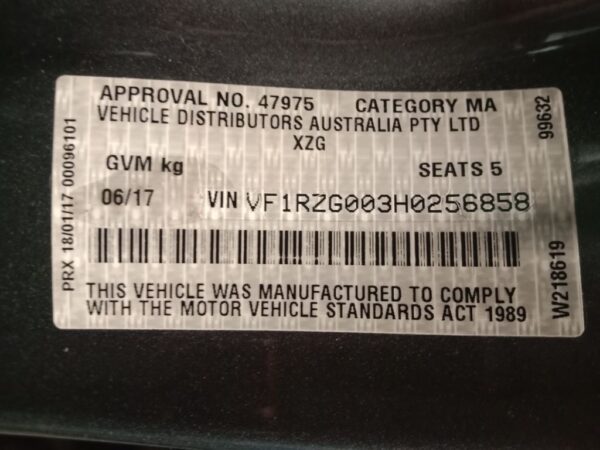 APPROVAL NO. 47975 CATEGORY MA
VEHICLE DISTRIBUTORS AUSTRALIA PTY LTD
XZG
GVM kg SEATS 5
06/17 VIN VF1RZG003H0256858
THIS VEHICLE WAS MANUFACTURED TO COMPLY
WITH THE MOTOR VEHICLE STANDARDS ACT 1989
PRX 18/01/17 00096101
99632
W218619